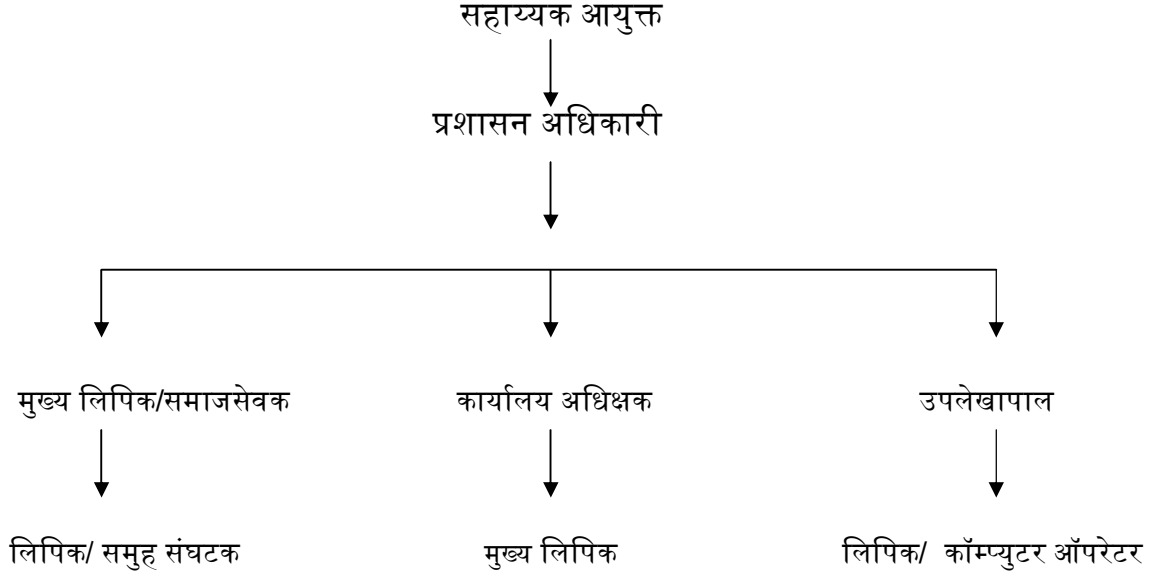 सहाय्यक आयुक्त
प्रशासन अधिकारी
मुख्य लिपिक/समाजसेवक कार्यालय अधिक्षक उपलेखापाल
लिपिक/ समुह संघटक मुख्य लिपिक लिपिक/ कॉम्प्युटर ऑपरेटर